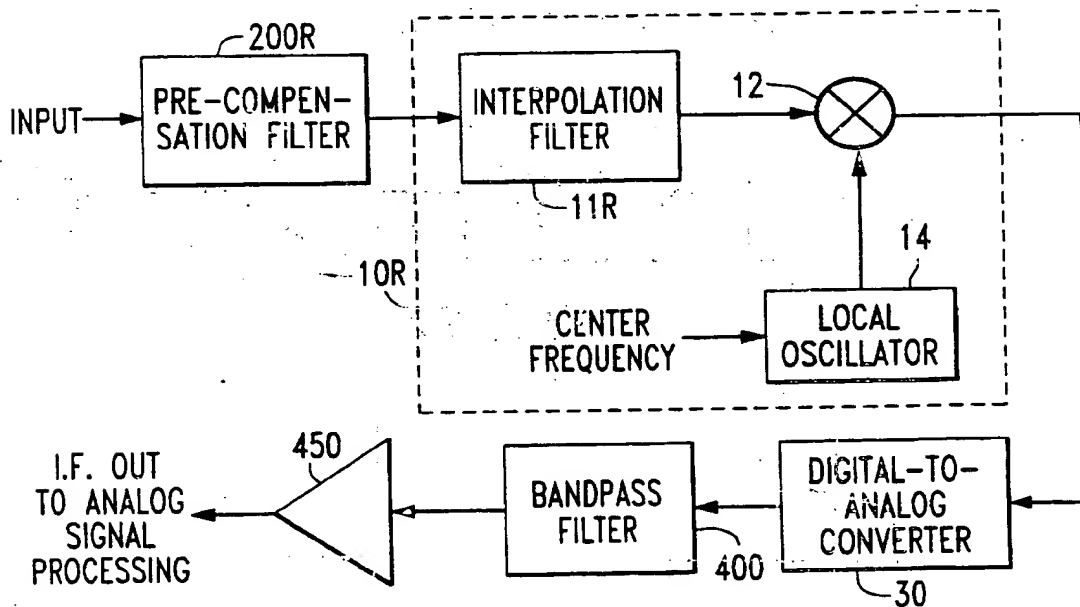 200R
INPUT
PRE-COMPEN-
SATION FILTER
INTERPOLATION
FILTER
11R
12
10R
14
CENTER
FREQUENCY
LOCAL
OSCILLATOR
I.F. OUT
TO ANALOG
SIGNAL
PROCESSING
450
BANDPASS
FILTER
400
DIGITAL-TO-
ANALOG
CONVERTER
30